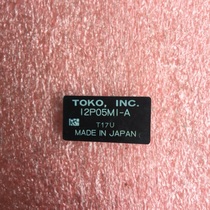 TOKO, INC.
12P05MI-A
T17U
MADE IN JAPAN